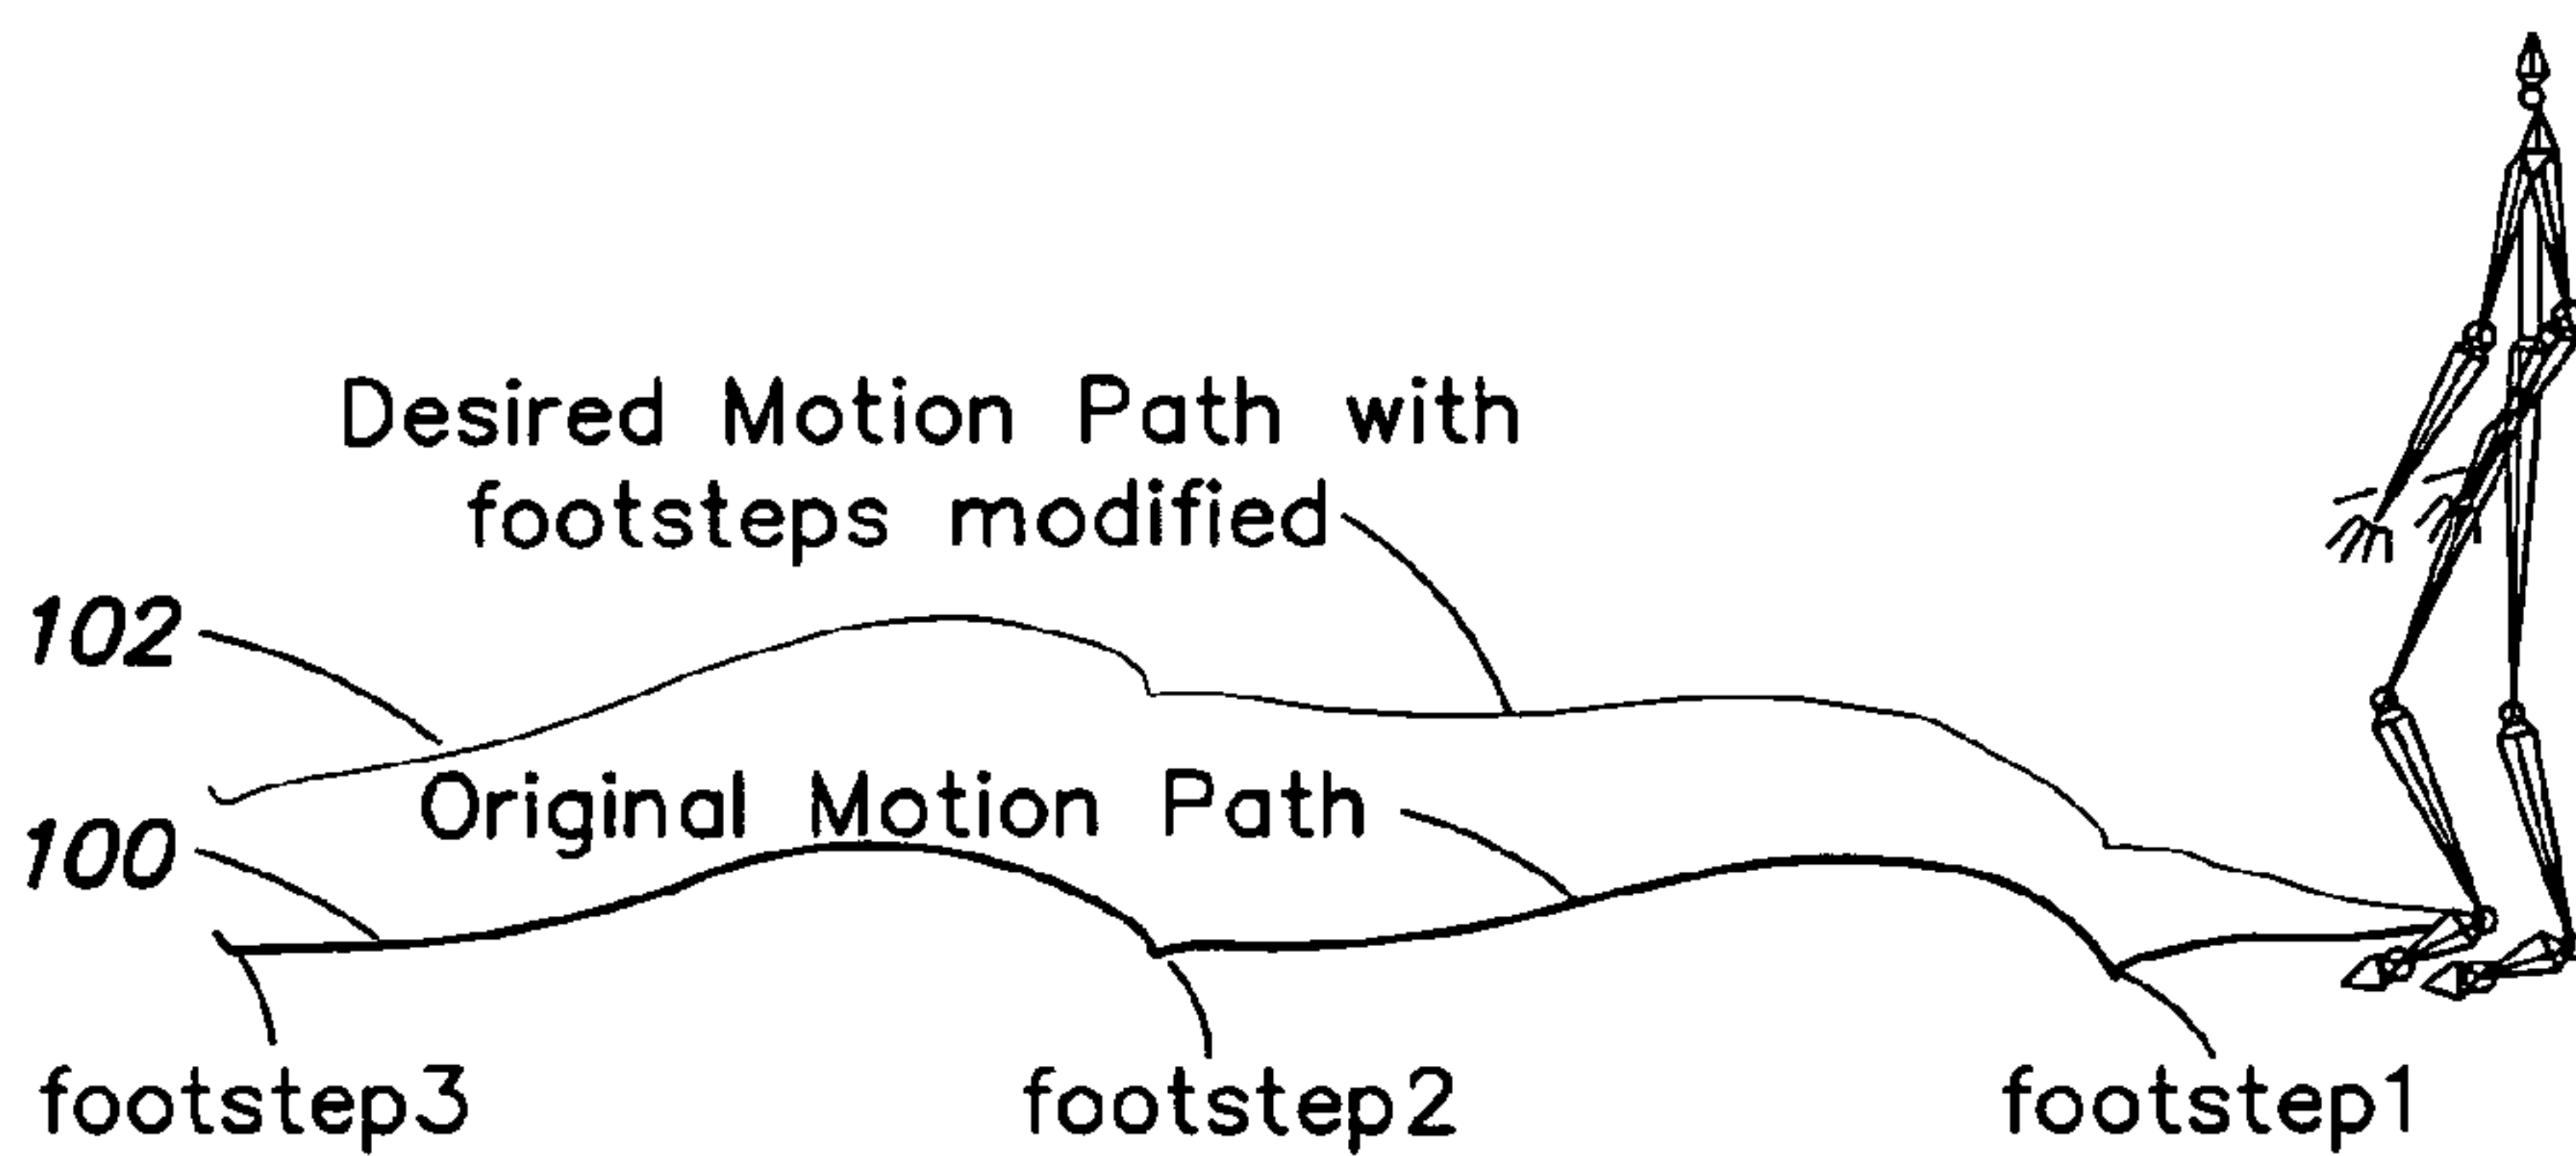 Desired Motion Path with
footsteps modified
102
Original Motion Path
100
footstep3 footstep2 footstep1